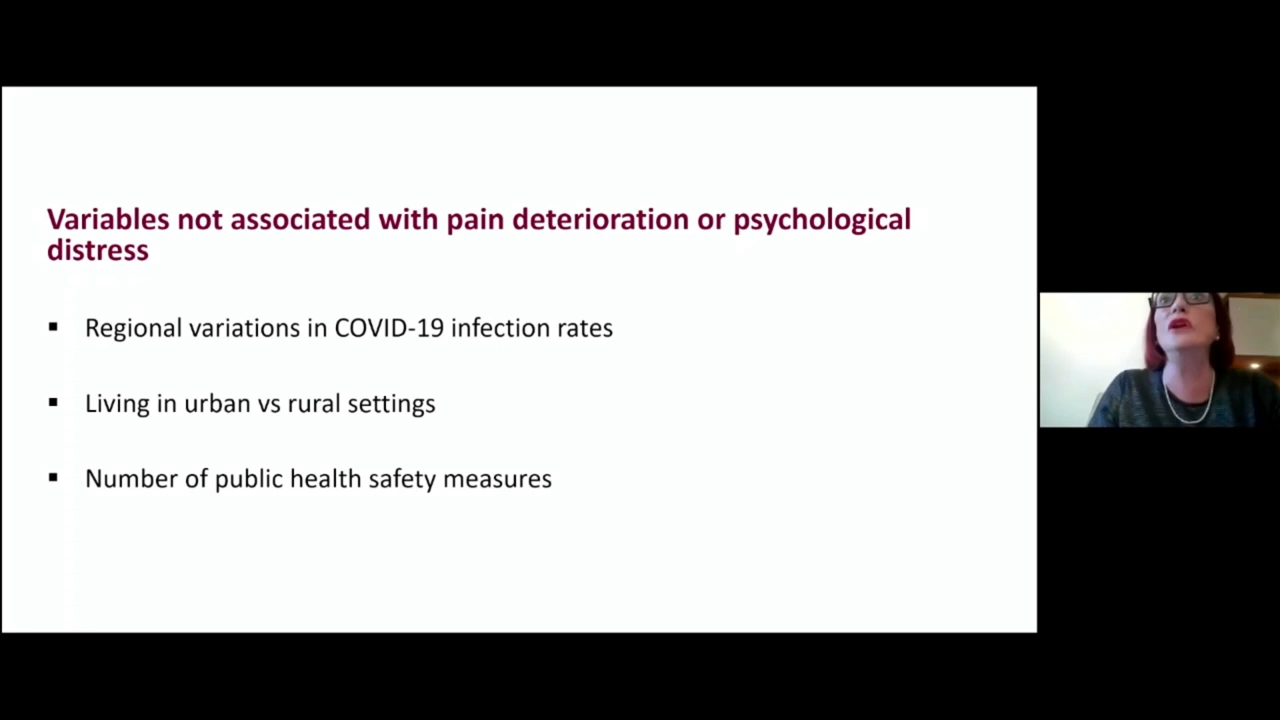 Variables not associated with pain deterioration or psychological
distress
▪ Regional variations in COVID-19 infection rates
▪ Living in urban vs rural settings
▪ Number of public health safety measures